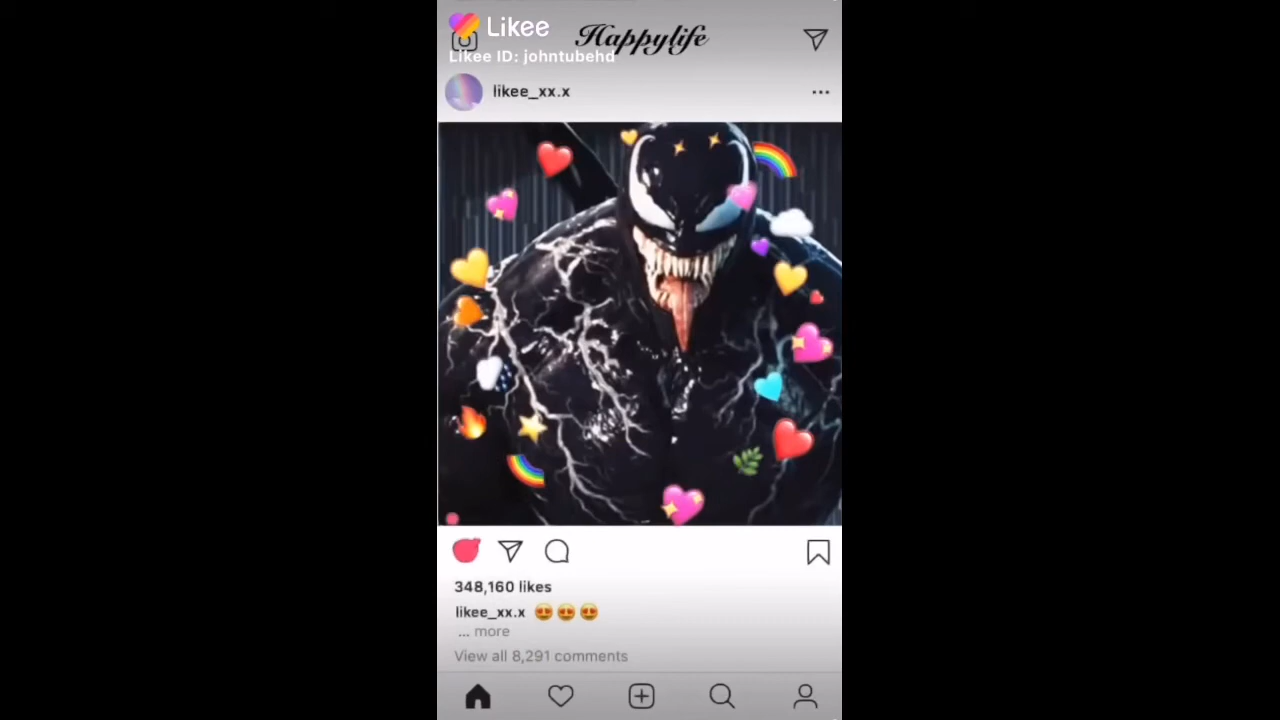 Likee
Happylife
Likee ID: johntubehd
likee_xx.x
348,160 likes
likee_xx.x 😍😍😍
... more
View all 8,291 comments